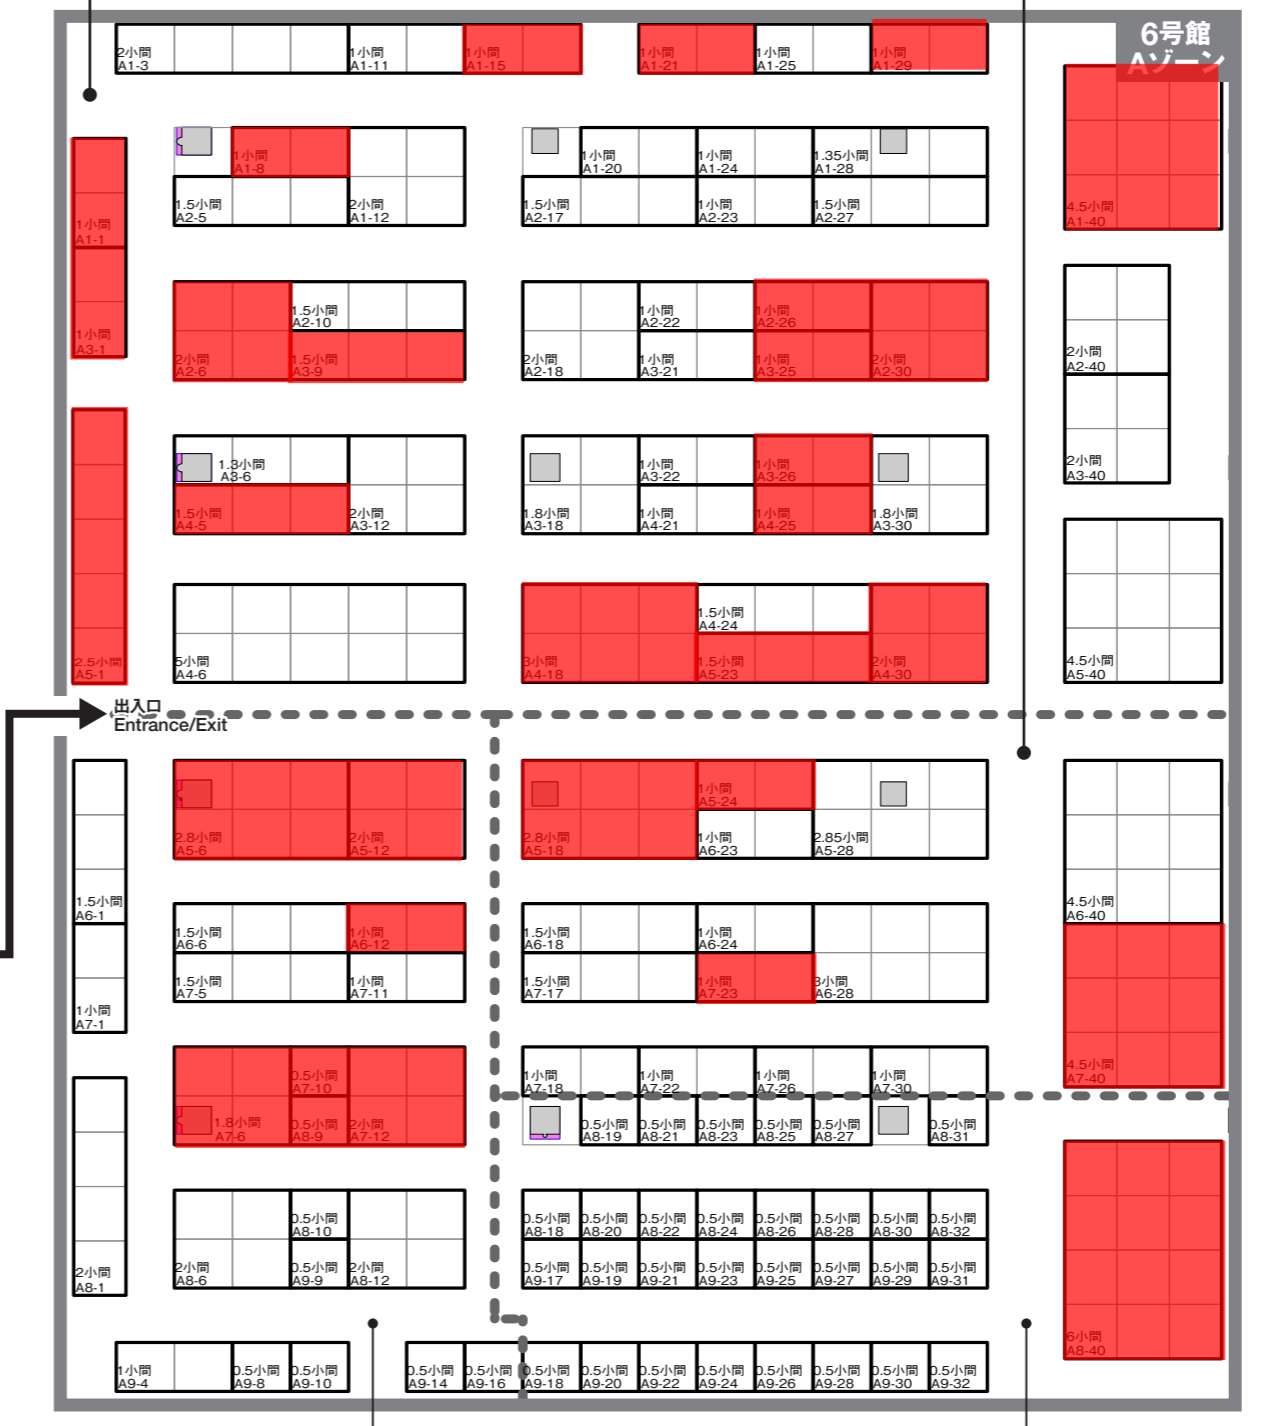 6号館
Aゾーン
2小間
A1-3
1小間
A1-11
1小間
A1-15
1小間
A1-21
1小間
A1-25
1小間
A1-29
1小間
A1-1
1小間
A3-1
2.5小間
A5-1
1小間
A1-8
1.5小間
A2-5
2小間
A1-12
1小間
A1-20
1小間
A1-24
1.35小間
A1-28
1.5小間
A2-17
1小間
A2-23
1.5小間
A2-27
4.5小間
A1-40
1.5小間
A2-10
2小間
A2-6
1.5小間
A3-9
1小間
A2-22
1小間
A2-26
2小間
A2-18
1小間
A3-21
1小間
A3-25
2小間
A2-30
2小間
A2-40
2小間
A3-40
1.3小間
A3-6
1.5小間
A4-5
2小間
A3-12
1小間
A3-22
1小間
A3-26
1.8小間
A3-18
1小間
A4-21
1小間
A4-25
1.8小間
A3-30
5小間
A4-6
1.5小間
A4-24
3小間
A4-18
1.5小間
A5-23
2小間
A4-30
4.5小間
A5-40
出入口
Entrance/Exit
2.8小間
A5-6
2小間
A5-12
1小間
A5-24
2.8小間
A5-18
1小間
A6-23
2.85小間
A5-28
1.5小間
A6-1
1小間
A7-1
4.5小間
A6-40
1.5小間
A6-6
1小間
A6-12
1.5小間
A7-5
1小間
A7-11
1.5小間
A6-18
1小間
A6-24
1.5小間
A7-17
1小間
A7-23
3小間
A6-28
4.5小間
A7-40
0.5小間
A7-10
1.8小間
A7-6
0.5小間
A8-9
2小間
A7-12
1小間
A7-18
1小間
A7-22
1小間
A7-26
1小間
A7-30
0.5小間
A8-19
0.5小間
A8-21
0.5小間
A8-23
0.5小間
A8-25
0.5小間
A8-27
0.5小間
A8-31
2小間
A8-1
0.5小間
A8-10
2小間
A8-6
0.5小間
A9-9
2小間
A8-12
0.5小間
A8-18
0.5小間
A8-20
0.5小間
A8-22
0.5小間
A8-24
0.5小間
A8-26
0.5小間
A8-28
0.5小間
A8-30
0.5小間
A8-32
0.5小間
A9-17
0.5小間
A9-19
0.5小間
A9-21
0.5小間
A9-23
0.5小間
A9-25
0.5小間
A9-27
0.5小間
A9-29
0.5小間
A9-31
6小間
A8-40
1小間
A9-4
0.5小間
A9-8
0.5小間
A9-10
0.5小間
A9-14
0.5小間
A9-16
0.5小間
A9-18
0.5小間
A9-20
0.5小間
A9-22
0.5小間
A9-24
0.5小間
A9-26
0.5小間
A9-28
0.5小間
A9-30
0.5小間
A9-32